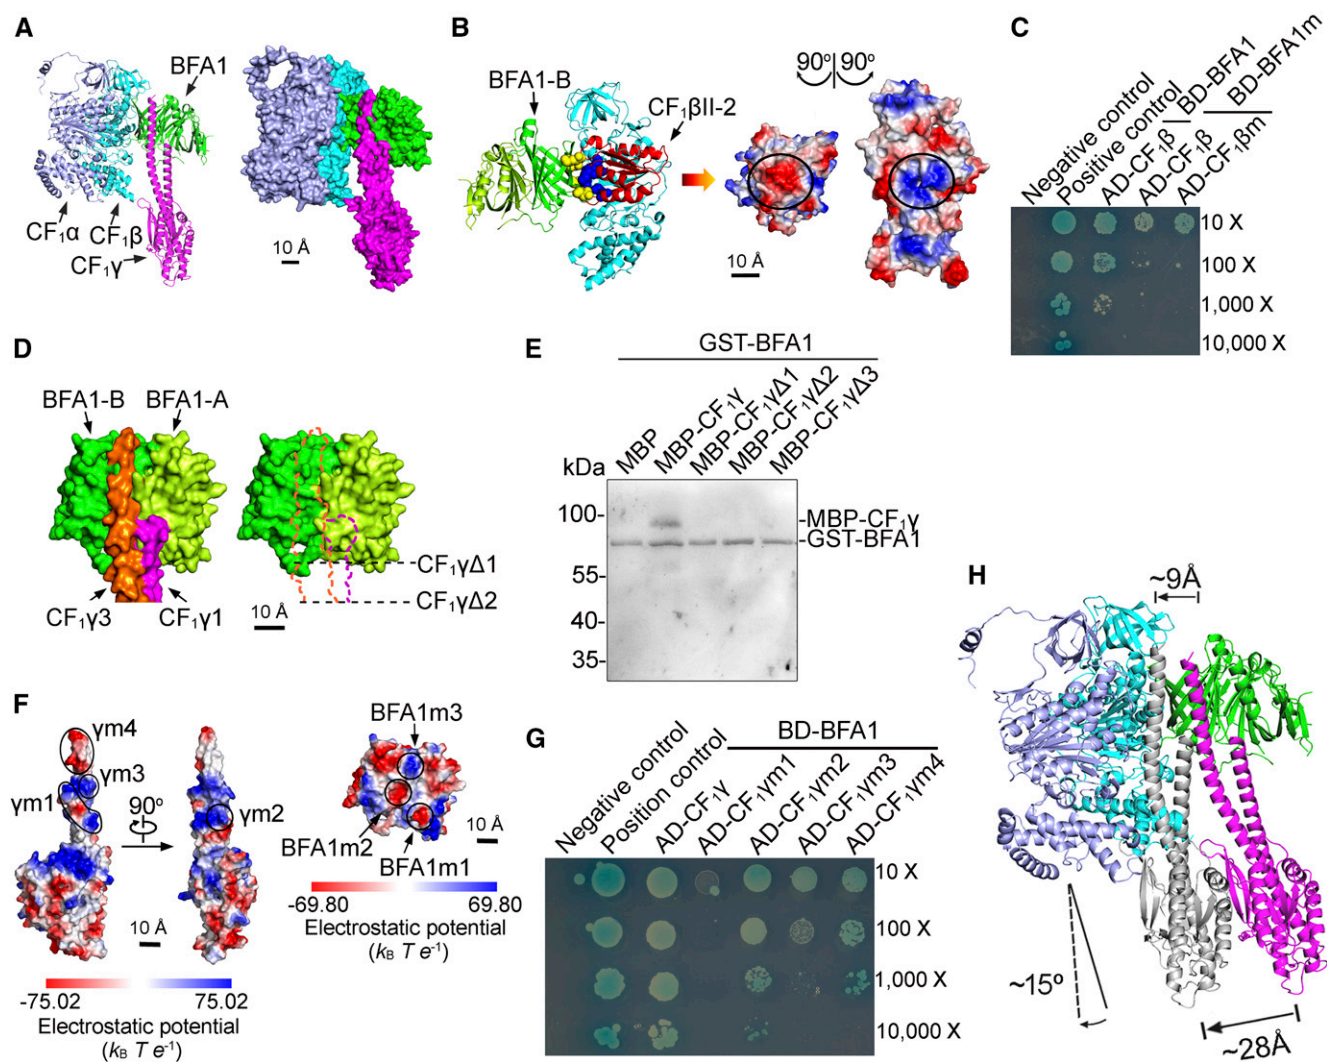 A
BFA1
CF₁α
CF₁β
CF₁γ
10 Å
B
BFA1-B
CF₁βII-2
90º
90º
10 Å
C
Negative control
Positive control
AD-CF₁β
AD-CF₁β
AD-CF₁βm
BD-BFA1
BD-BFA1m
10 X
100 X
1,000 X
10,000 X
D
BFA1-B
BFA1-A
CF₁γ3
CF₁γ1
10 Å
CF₁γΔ1
CF₁γΔ2
E
GST-BFA1
MBP
MBP-CF₁γ
MBP-CF₁γΔ1
MBP-CF₁γΔ2
MBP-CF₁γΔ3
kDa
100-
55-
40-
35-
-MBP-CF₁γ
-GST-BFA1
F
γm4
γm3
γm1
90º
γm2
10 Å
-75.02
75.02
Electrostatic potential
(kB T e⁻¹)
BFA1m3
BFA1m2
BFA1m1
10 Å
-69.80
69.80
Electrostatic potential
(kB T e⁻¹)
G
Negative control
Position control
BD-BFA1
AD-CF₁γ
AD-CF₁γm1
AD-CF₁γm2
AD-CF₁γm3
AD-CF₁γm4
10 X
100 X
1,000 X
10,000 X
H
~9Å
~15º
~28Å